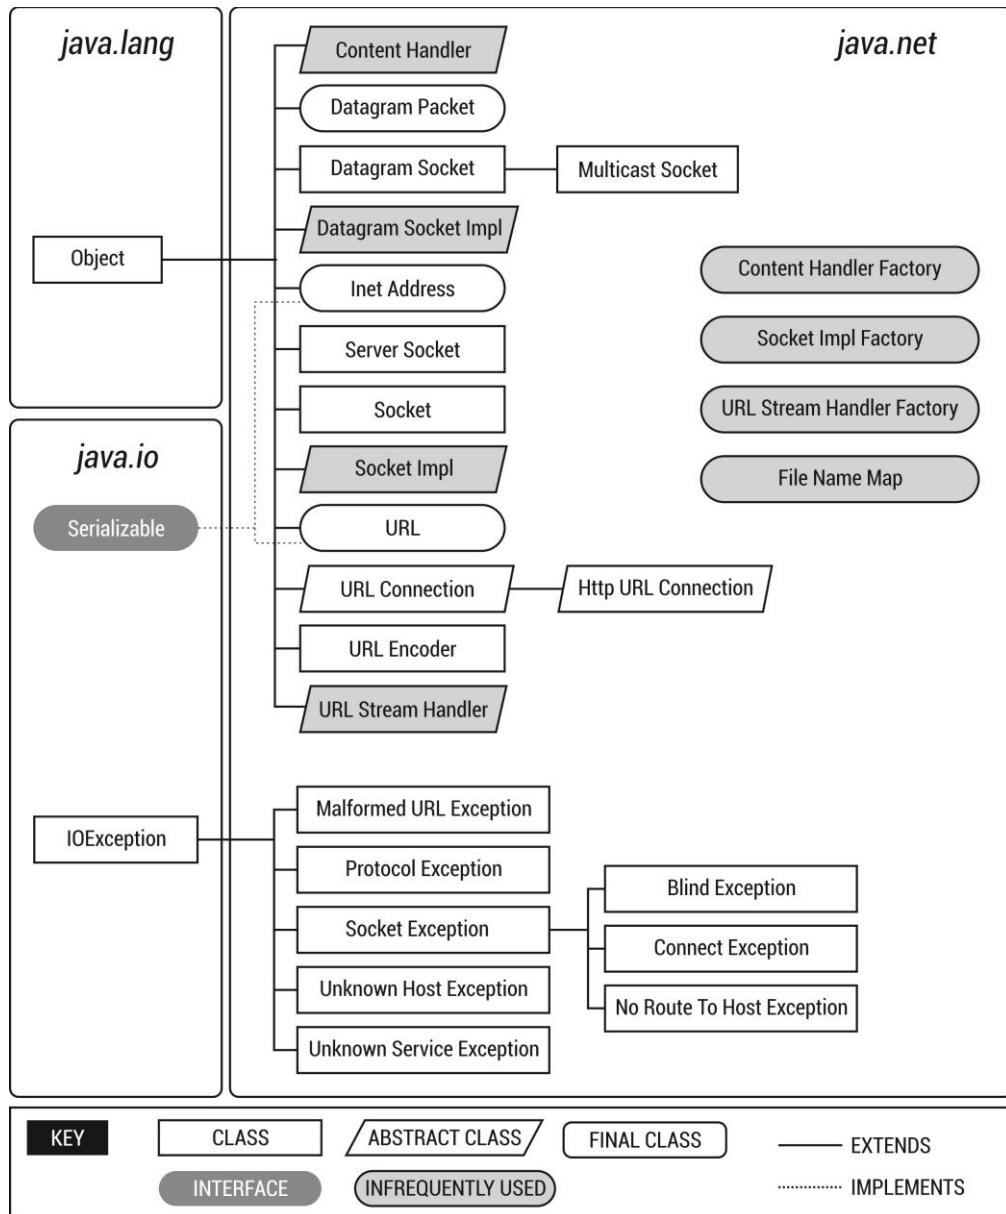 java.lang
java.net
Content Handler
Datagram Packet
Datagram Socket
Multicast Socket
Datagram Socket Impl
Object
Inet Address
Content Handler Factory
Server Socket
Socket Impl Factory
Socket
URL Stream Handler Factory
java.io
Socket Impl
File Name Map
Serializable
URL
URL Connection
Http URL Connection
URL Encoder
URL Stream Handler
Malformed URL Exception
IOException
Protocol Exception
Blind Exception
Socket Exception
Connect Exception
Unknown Host Exception
No Route To Host Exception
Unknown Service Exception
KEY
CLASS
ABSTRACT CLASS
FINAL CLASS
EXTENDS
INTERFACE
INFREQUENTLY USED
IMPLEMENTS